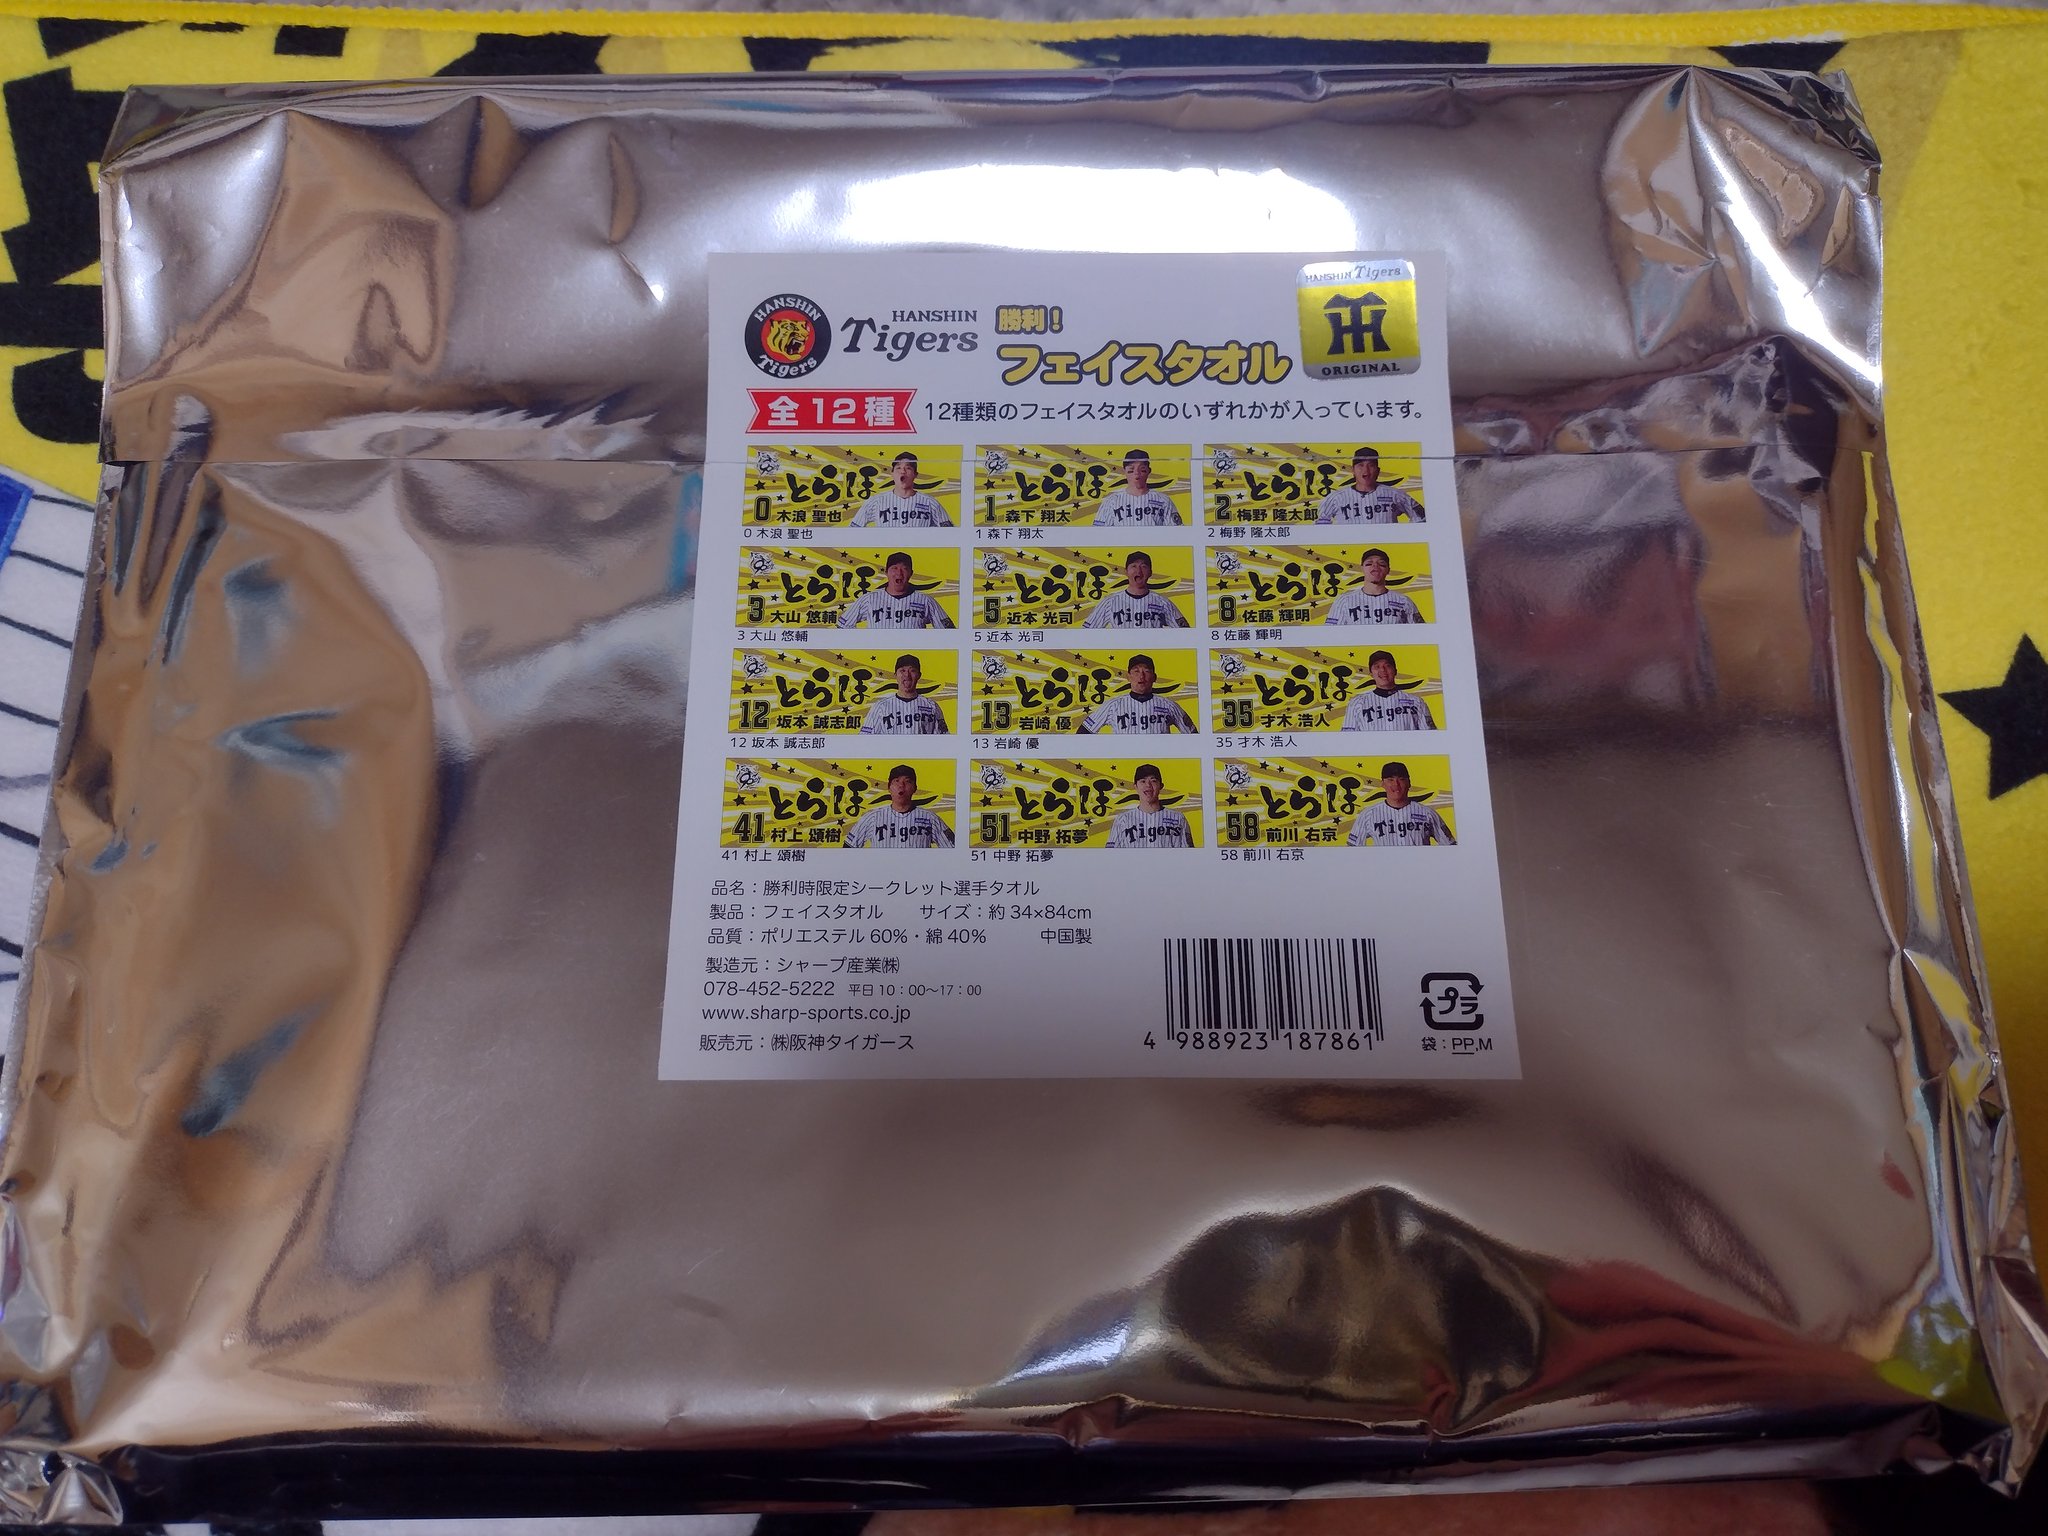 HANSHIN
Tigers
HANSHIN
Tigers
勝利！
フェイスタオル
HANSHIN Tigers
ORIGINAL
全12種
12種類のフェイスタオルのいずれかが入っています。
とらほー
0 木浪 聖也
Tigers
0 木浪 聖也
とらほー
1 森下 翔太
Tigers
1 森下 翔太
とらほー
2 梅野 隆太郎
Tigers
2 梅野 隆太郎
とらほー
3 大山 悠輔
Tigers
3 大山 悠輔
とらほー
5 近本 光司
Tigers
5 近本 光司
とらほー
8 佐藤 輝明
Tigers
8 佐藤 輝明
とらほー
12 坂本 誠志郎
Tigers
12 坂本 誠志郎
とらほー
13 岩崎 優
Tigers
13 岩崎 優
とらほー
35 才木 浩人
Tigers
35 才木 浩人
とらほー
41 村上 頌樹
Tigers
41 村上 頌樹
とらほー
51 中野 拓夢
Tigers
51 中野 拓夢
とらほー
58 前川 右京
Tigers
58 前川 右京
品名：勝利時限定シークレット選手タオル
製品：フェイスタオル　サイズ：約34×84cm
品質：ポリエステル60%・綿40%　中国製
製造元：シャープ産業㈱
078-452-5222 平日10：00〜17：00
www.sharp-sports.co.jp
販売元：㈱阪神タイガース
4 988923 187861
プラ
袋：PP,M